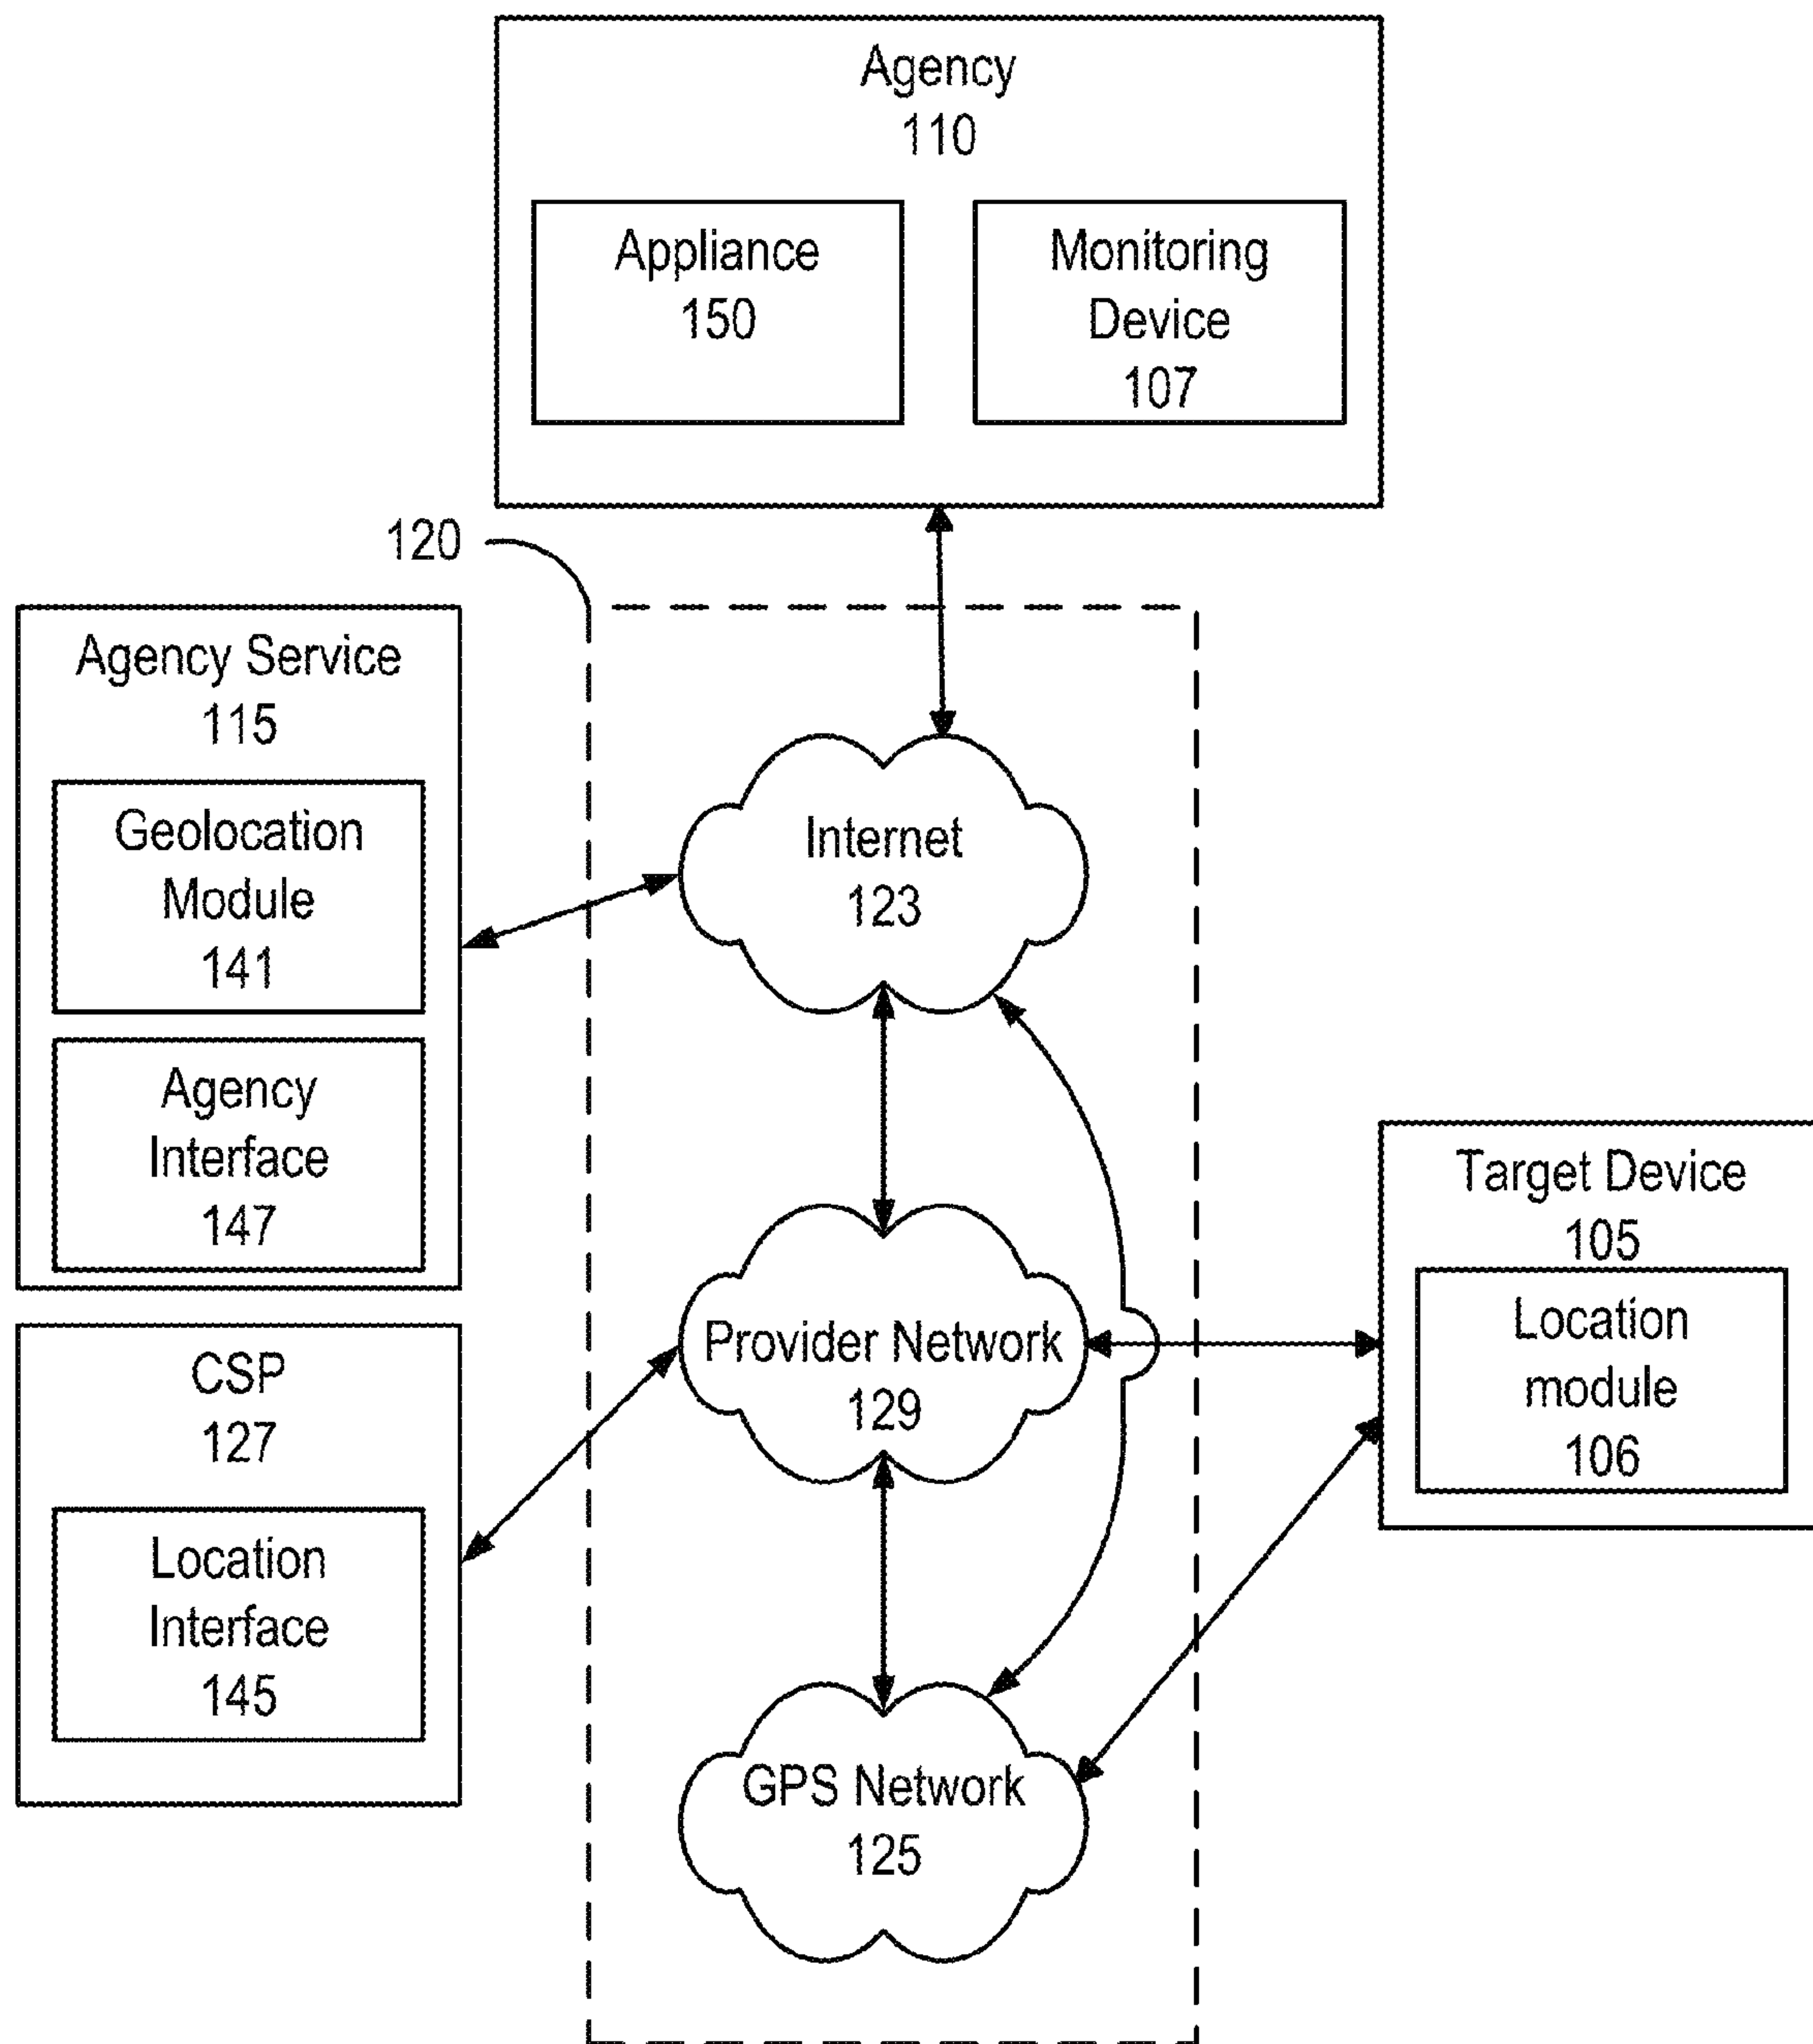 Agency
110
Appliance
150
Monitoring
Device
107
120
Agency Service
115
Geolocation
Module
141
Agency
Interface
147
Internet
123
Provider Network
129
Target Device
105
Location
module
106
CSP
127
Location
Interface
145
GPS Network
125